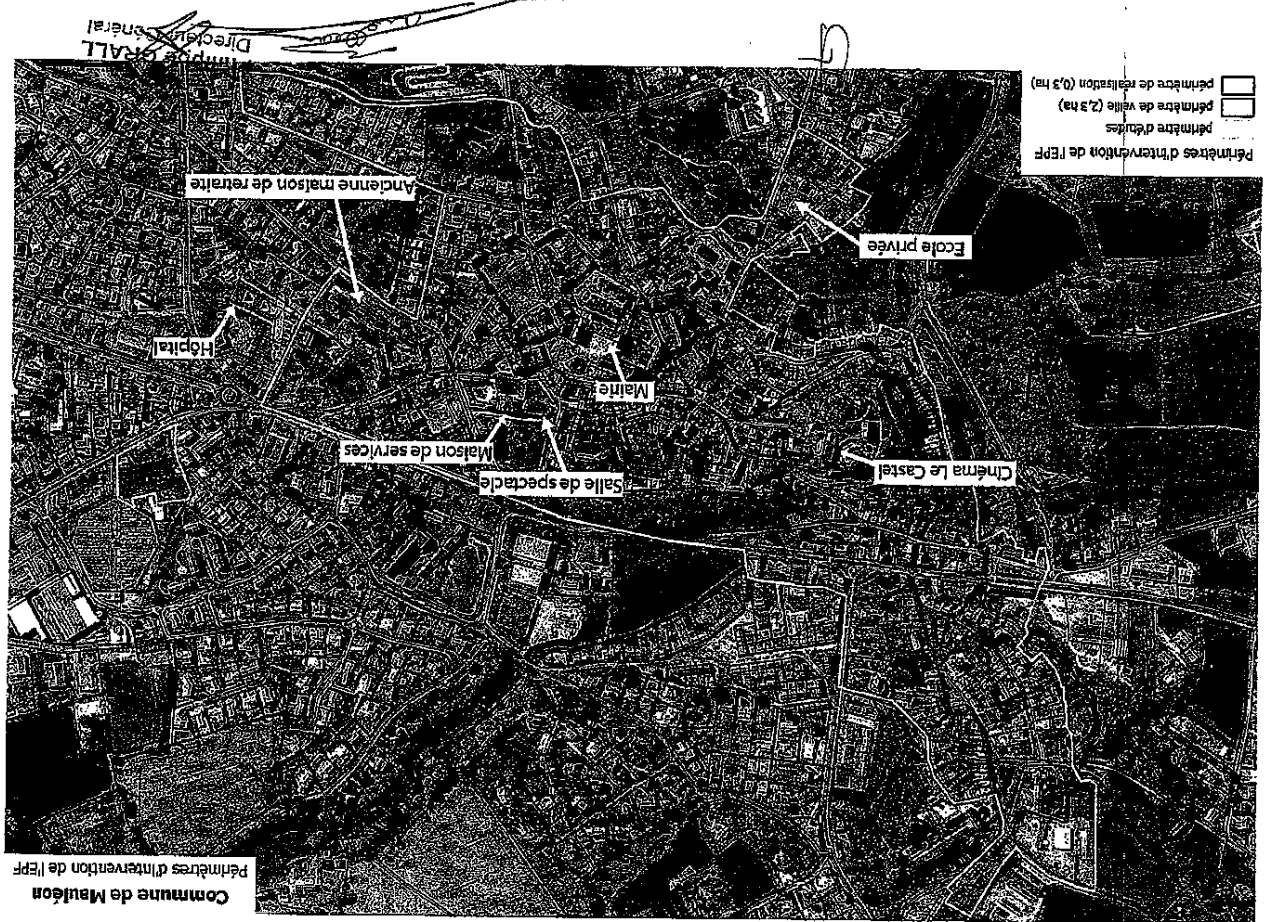 Commune de Mauléon
Périmètres d'intervention de l'EPF
Cinéma Le Castel
Salle de spectacle
Maison de services
Mairie
Hôpital
Ecole privée
Ancienne maison de retraite
Périmètres d'intervention de l'EPF
périmètre d'études
périmètre de veille (2,3 ha)
périmètre de réalisation (0,3 ha)
GRALL
Directeur Général